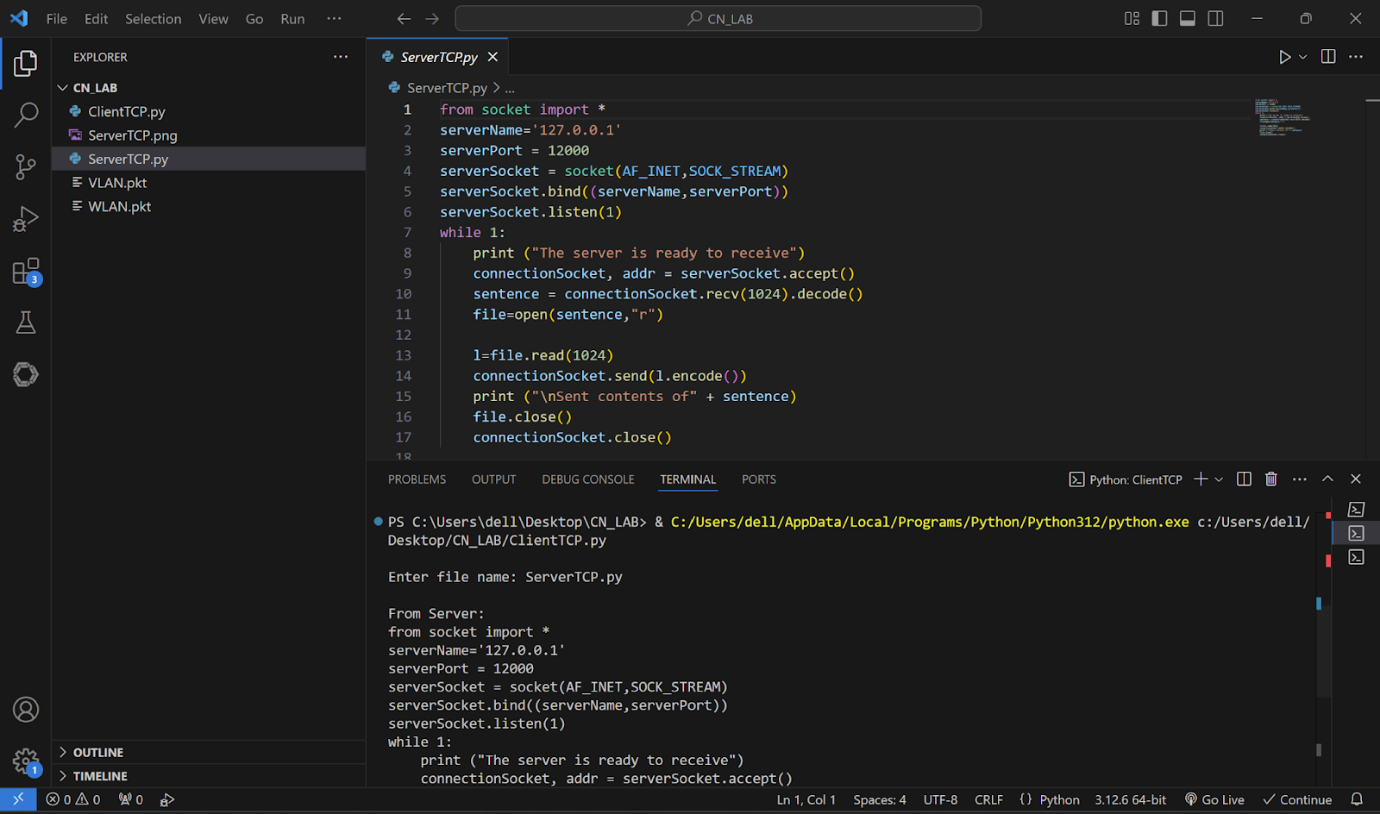 File Edit Selection View Go Run ... CN_LAB
EXPLORER ...
CN_LAB
ClientTCP.py
ServerTCP.png
ServerTCP.py
VLAN.pkt
WLAN.pkt
3
OUTLINE
TIMELINE
1
ServerTCP.py
ServerTCP.py > ...
1 from socket import *
2 serverName='127.0.0.1'
3 serverPort = 12000
4 serverSocket = socket(AF_INET,SOCK_STREAM)
5 serverSocket.bind((serverName,serverPort))
6 serverSocket.listen(1)
7 while 1:
8     print ("The server is ready to receive")
9     connectionSocket, addr = serverSocket.accept()
10     sentence = connectionSocket.recv(1024).decode()
11     file=open(sentence,"r")
12
13     l=file.read(1024)
14     connectionSocket.send(l.encode())
15     print ("\nSent contents of" + sentence)
16     file.close()
17     connectionSocket.close()
18
PROBLEMS OUTPUT DEBUG CONSOLE TERMINAL PORTS Python: ClientTCP
PS C:\Users\dell\Desktop\CN_LAB> & C:/Users/dell/AppData/Local/Programs/Python/Python312/python.exe c:/Users/dell/
Desktop/CN_LAB/ClientTCP.py
Enter file name: ServerTCP.py
From Server:
from socket import *
serverName='127.0.0.1'
serverPort = 12000
serverSocket = socket(AF_INET,SOCK_STREAM)
serverSocket.bind((serverName,serverPort))
serverSocket.listen(1)
while 1:
    print ("The server is ready to receive")
    connectionSocket, addr = serverSocket.accept()
0 0 0 Ln 1, Col 1 Spaces: 4 UTF-8 CRLF {} Python 3.12.6 64-bit Go Live Continue